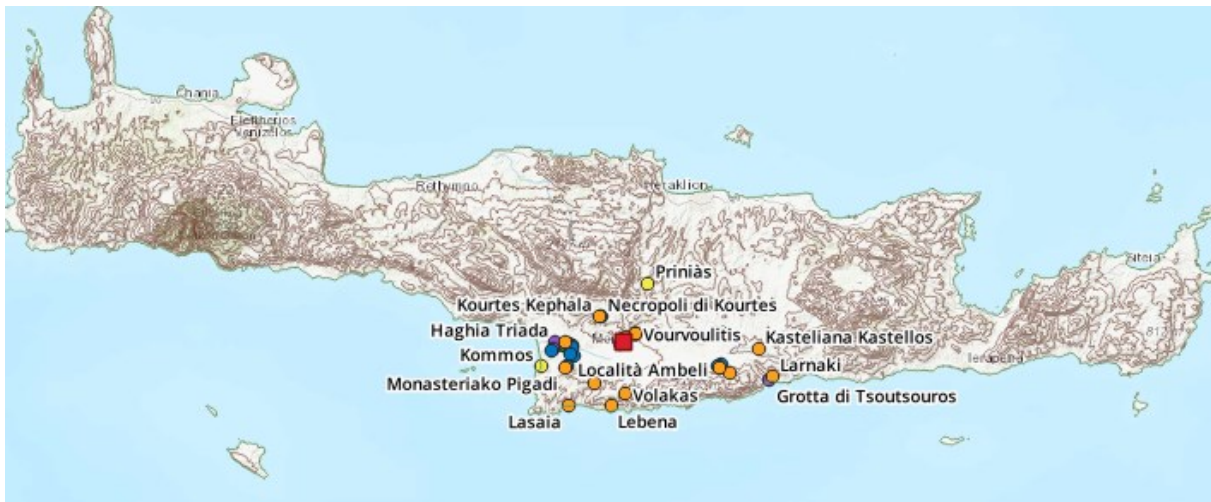 Chania
Eleftherios
Venizelos
Rethymno
Heraklion
Siteia
Priniàs
Kourtes Kephala
Necropoli di Kourtes
Haghia Triada
Vourvoulitis
Kasteliana Kastellos
Kommos
Ierapetra
Località Ambeli
Larnaki
Monasteriako Pigadi
Grotta di Tsoutsouros
Volakas
Lasaia
Lebena